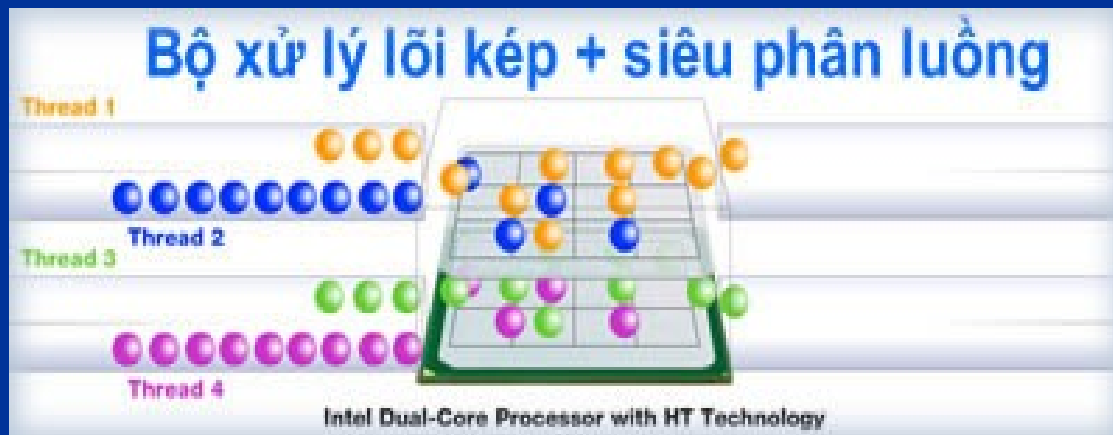 Bộ xử lý lõi kép + siêu phân luồng
Thread 1
Thread 2
Thread 3
Thread 4
Intel Dual-Core Processor with HT Technology